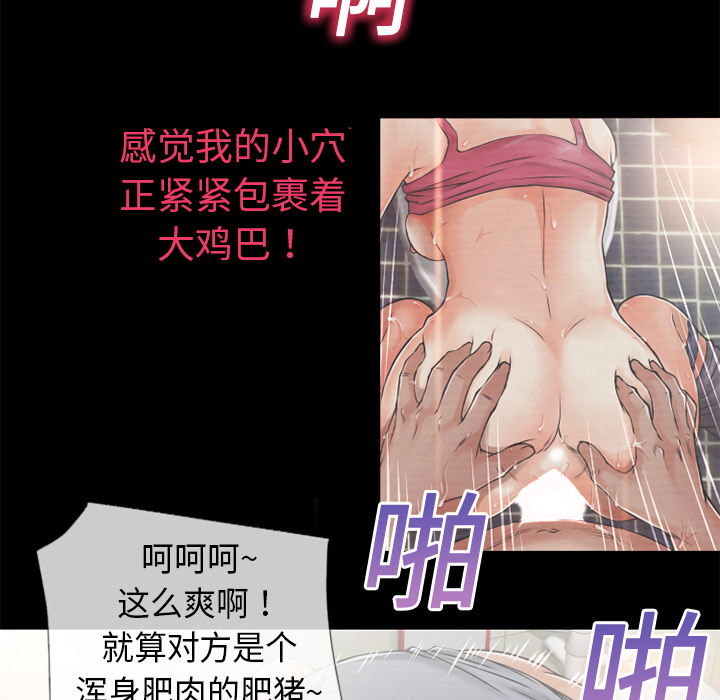 啊
感觉我的小穴
正紧紧包裹着
大鸡巴！
啪
呵呵呵~
这么爽啊！
就算对方是个
浑身肥肉的肥猪~
啪